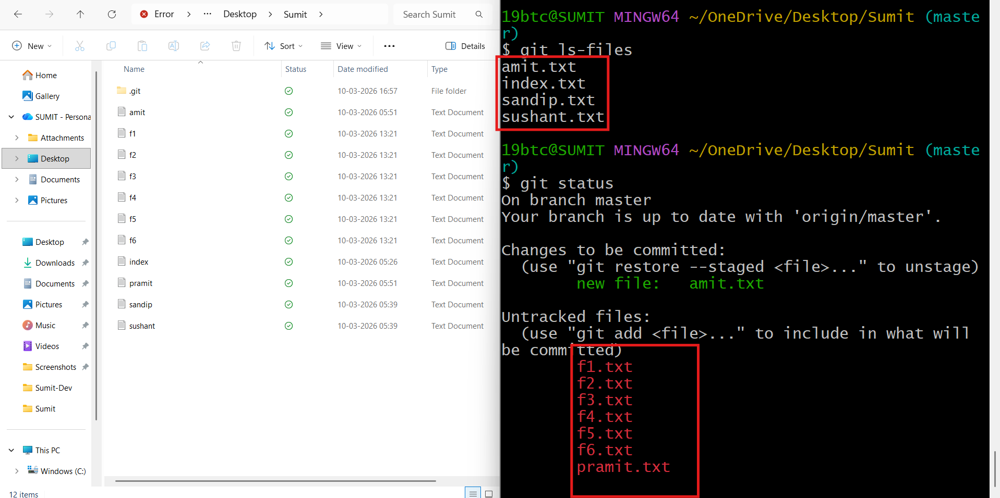 Error > ... Desktop > Sumit >
Search Sumit
New
Sort
View
...
Details
Home
Gallery
SUMIT - Persona
Attachments
Desktop
Documents
Pictures
Desktop
Downloads
Documents
Pictures
Music
Videos
Screenshots
Sumit-Dev
Sumit
This PC
Windows (C:)
12 items
Name Status Date modified Type
.git 10-03-2026 16:57 File folder
amit 10-03-2026 05:51 Text Document
f1 10-03-2026 13:21 Text Document
f2 10-03-2026 13:21 Text Document
f3 10-03-2026 13:21 Text Document
f4 10-03-2026 13:21 Text Document
f5 10-03-2026 13:21 Text Document
f6 10-03-2026 13:21 Text Document
index 10-03-2026 05:26 Text Document
pramit 10-03-2026 05:51 Text Document
sandip 10-03-2026 05:39 Text Document
sushant 10-03-2026 05:39 Text Document
19btc@SUMIT MINGW64 ~/OneDrive/Desktop/Sumit (maste
r)
$ git ls-files
amit.txt
index.txt
sandip.txt
sushant.txt
19btc@SUMIT MINGW64 ~/OneDrive/Desktop/Sumit (maste
r)
$ git status
On branch master
Your branch is up to date with 'origin/master'.
Changes to be committed:
(use "git restore --staged <file>..." to unstage)
new file: amit.txt
Untracked files:
(use "git add <file>..." to include in what will
be committed)
f1.txt
f2.txt
f3.txt
f4.txt
f5.txt
f6.txt
pramit.txt